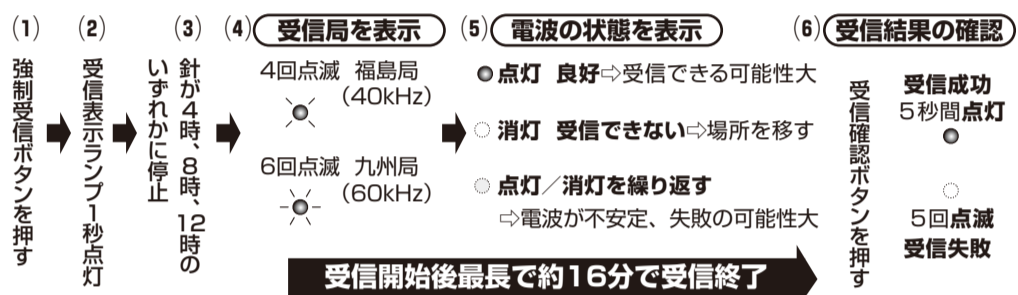 (1)
強制受信ボタンを押す
(2)
受信表示ランプ1秒点灯
(3)
針が4時、8時、12時の
いずれかに停止
(4) 受信局を表示
4回点滅 福島局
(40kHz)
6回点滅 九州局
(60kHz)
(5) 電波の状態を表示
点灯 良好⇨受信できる可能性大
消灯 受信できない⇨場所を移す
点灯/消灯を繰り返す
⇨電波が不安定、失敗の可能性大
(6) 受信結果の確認
受信確認ボタンを押す
受信成功
5秒間点灯
5回点滅
受信失敗
受信開始後最長で約16分で受信終了